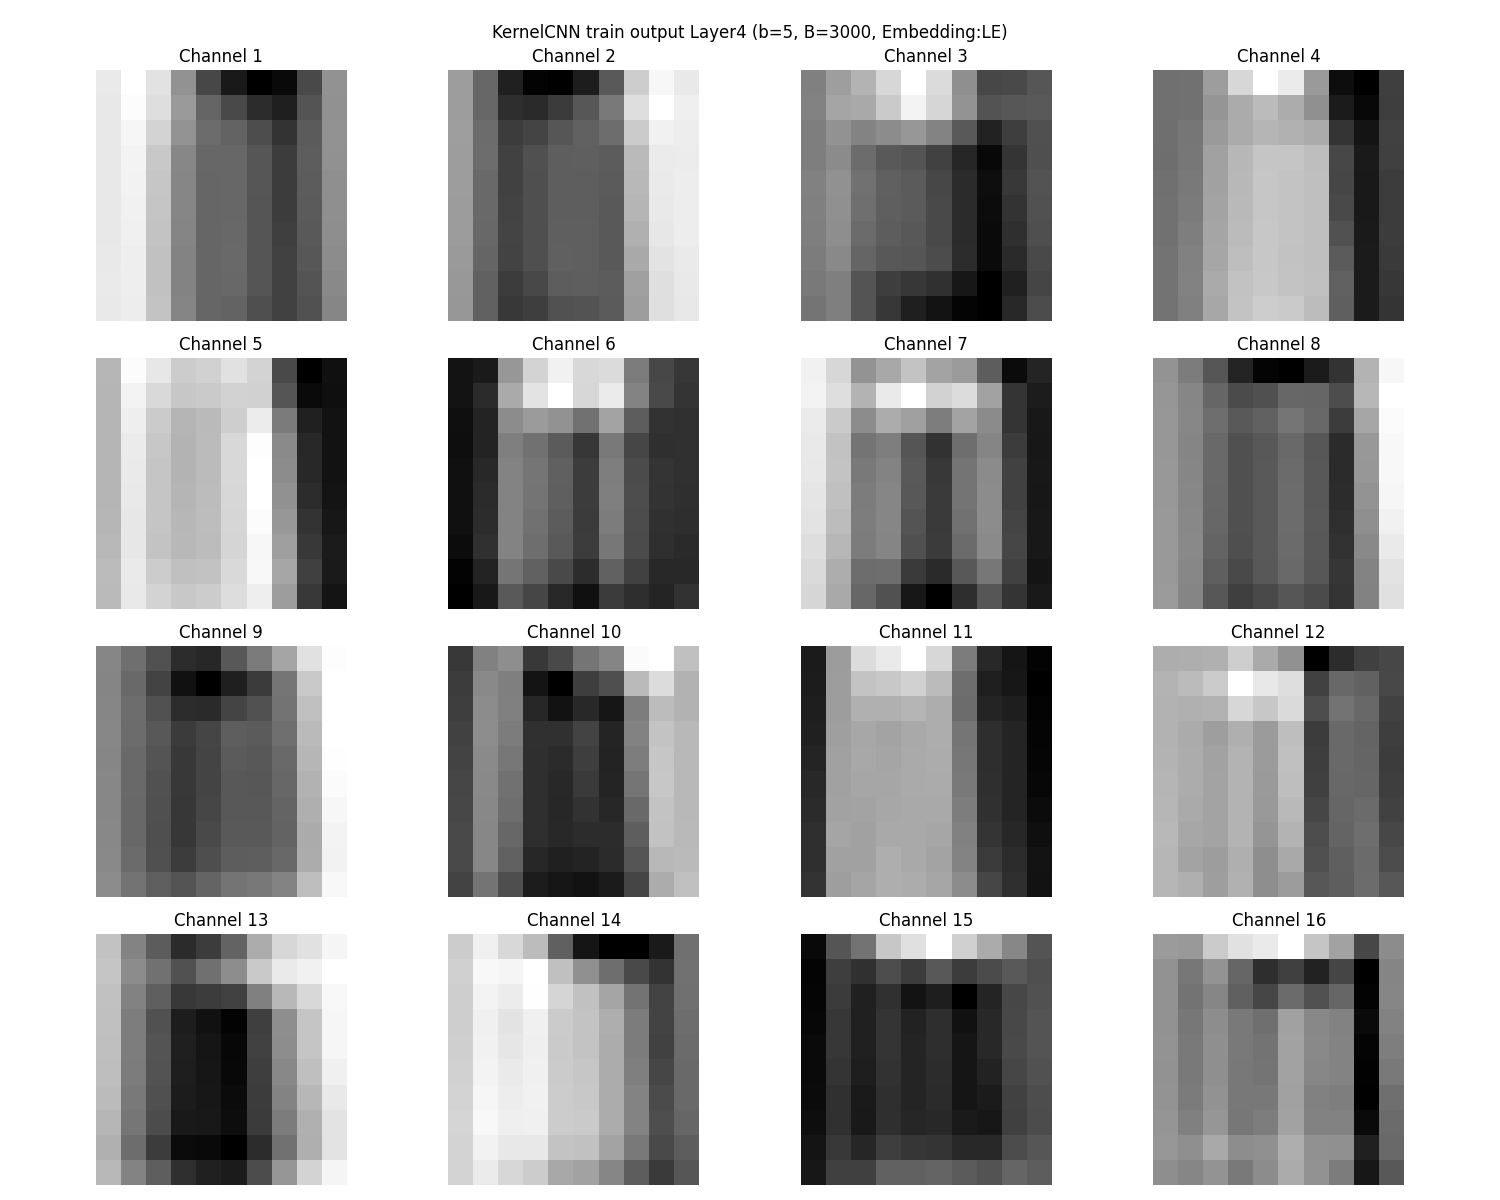 KernelCNN train output Layer4 (b=5, B=3000, Embedding:LE)
Channel 1 Channel 2 Channel 3 Channel 4
Channel 5 Channel 6 Channel 7 Channel 8
Channel 9 Channel 10 Channel 11 Channel 12
Channel 13 Channel 14 Channel 15 Channel 16